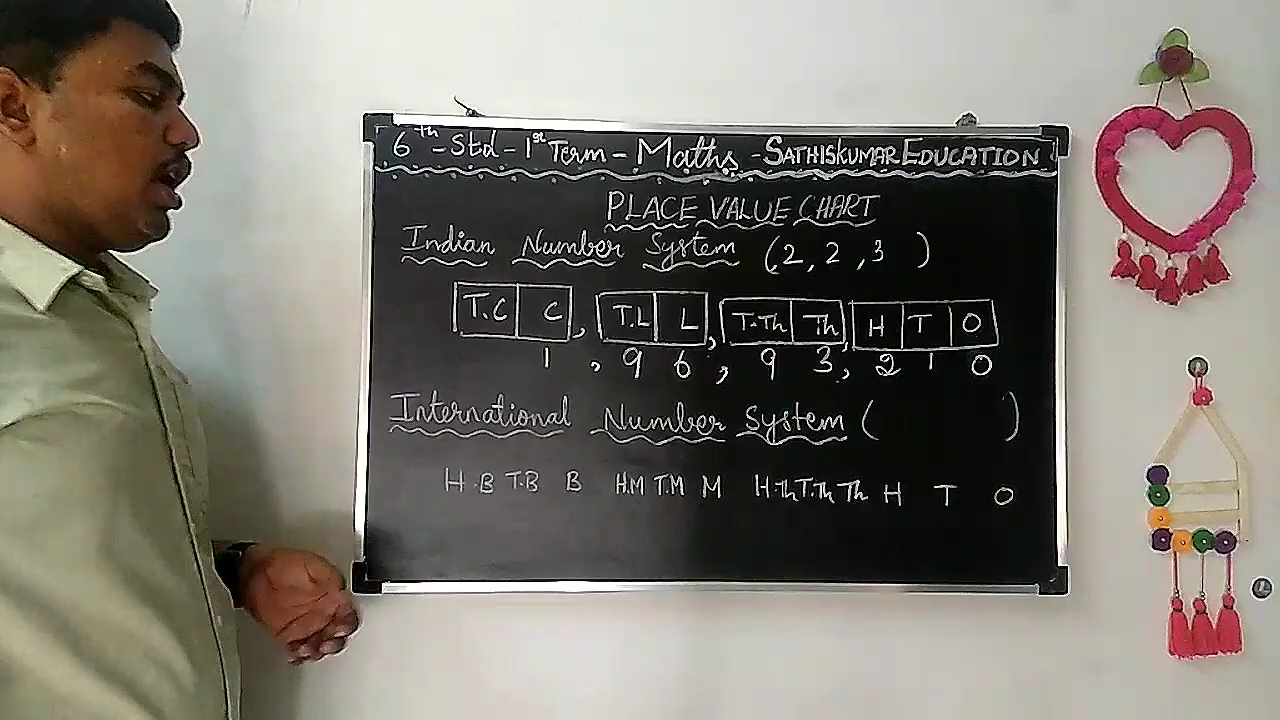 6th - Std - 1st Term - Maths - SATHISKUMAR EDUCATION
PLACE VALUE CHART
Indian Number System (2, 2, 3 )
T.C C , T.L L , T.Th Th , H T O
1 , 9 6 , 9 3 , 2 1 0
International Number System ( )
H.B T.B B H.M T.M M H.Th T.Th Th H T O